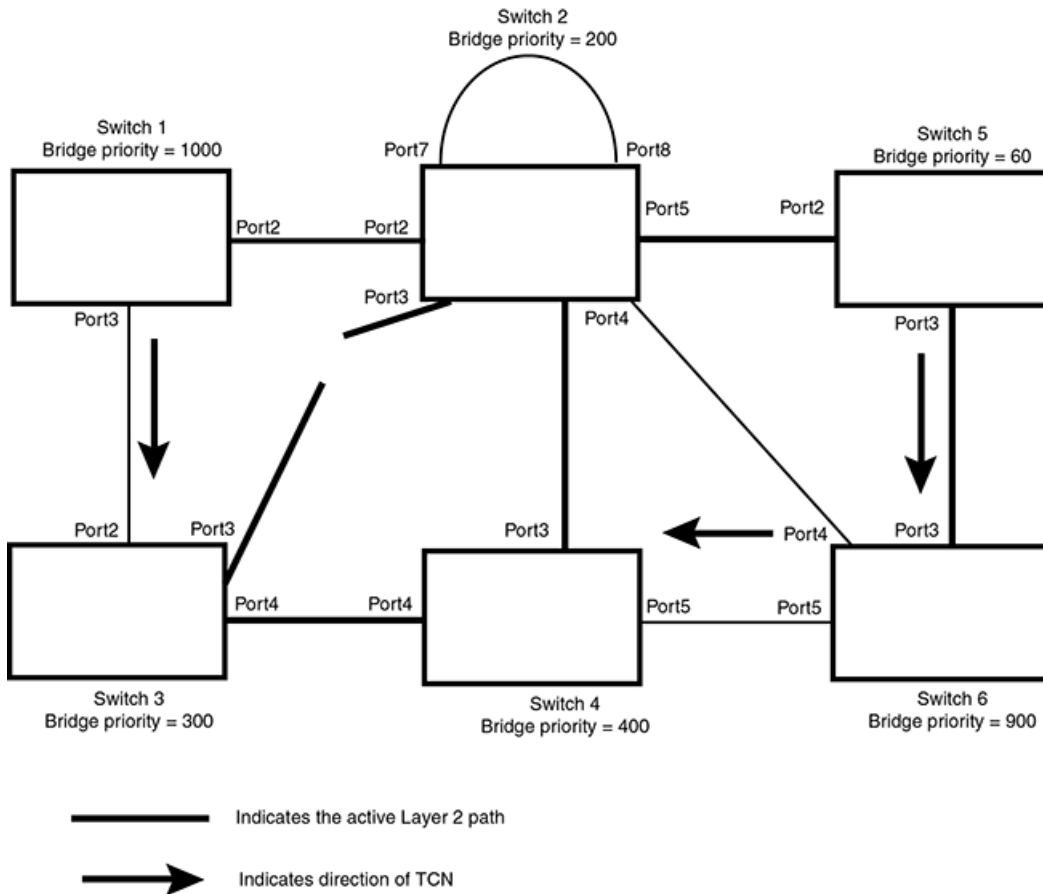 Switch 2
Bridge priority = 200
Switch 1
Bridge priority = 1000
Port7
Port8
Switch 5
Bridge priority = 60
Port2
Port2
Port5
Port2
Port3
Port3
Port4
Port3
Port2
Port3
Port3
Port4
Port3
Port4
Port4
Port5
Port5
Switch 3
Bridge priority = 300
Switch 4
Bridge priority = 400
Switch 6
Bridge priority = 900
Indicates the active Layer 2 path
Indicates direction of TCN